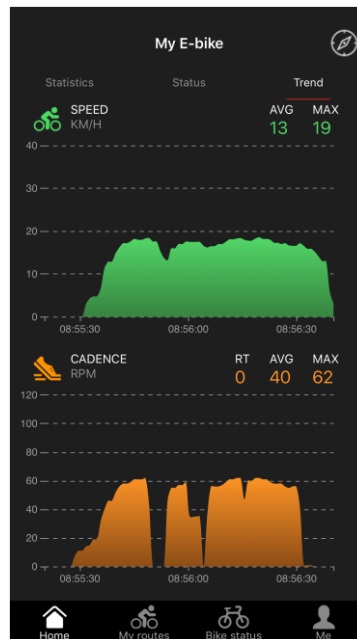 My E-bike
Statistics Status Trend
SPEED AVG MAX
KM/H 13 19
40
30
20
10
0
08:55:30 08:56:00 08:56:30
CADENCE RT AVG MAX
RPM 0 40 62
120
100
80
60
40
20
0
08:55:30 08:56:00 08:56:30
Home My routes Bike status Me